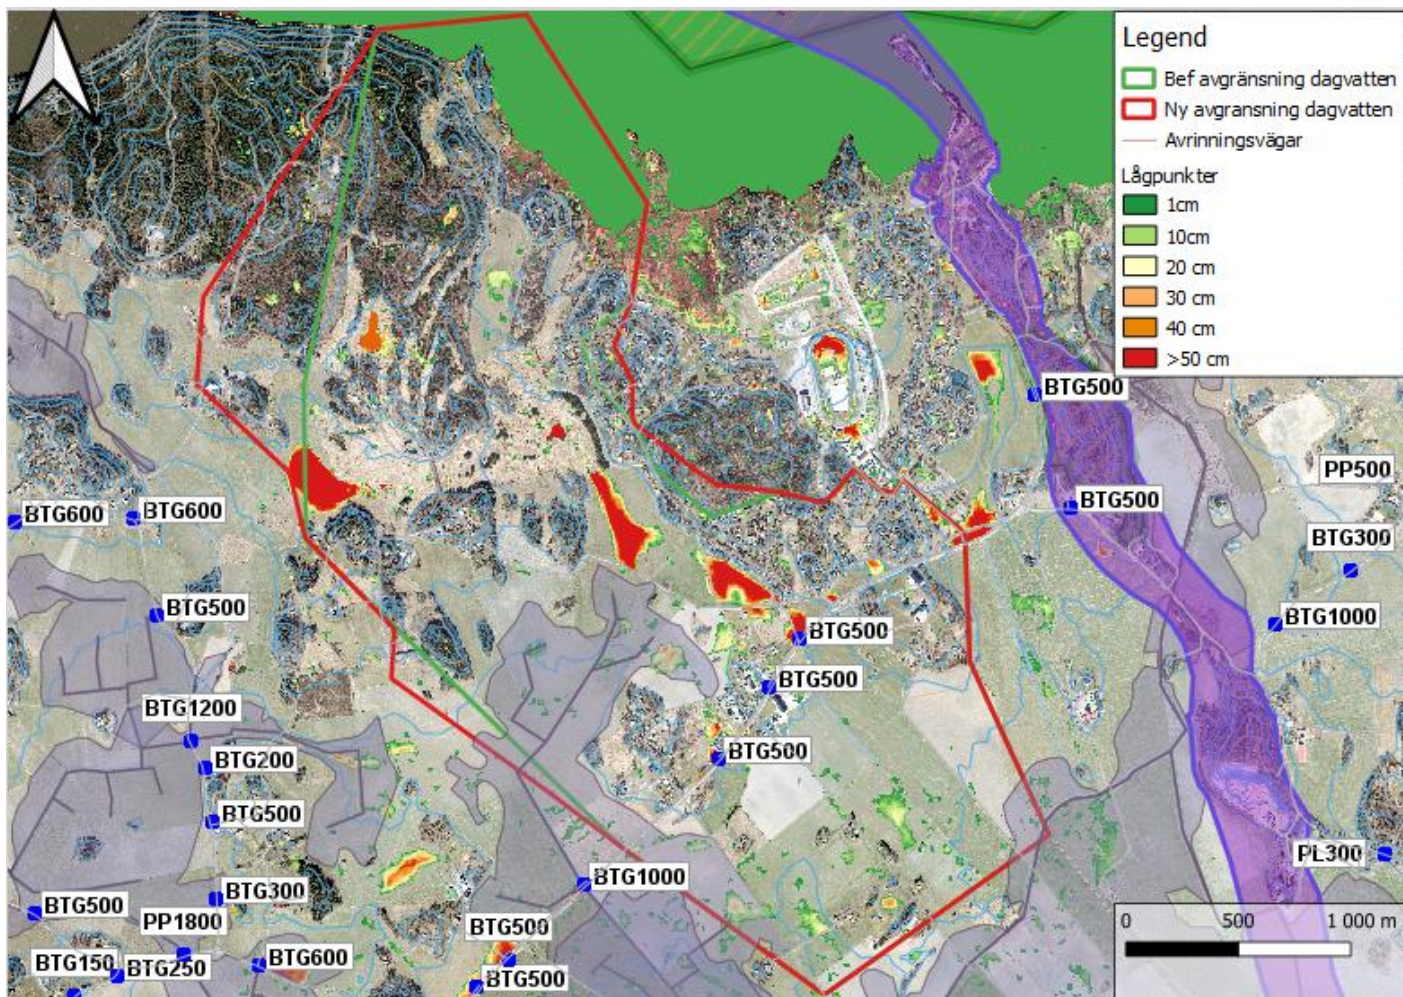 Legend
Bef avgränsning dagvatten
Ny avgransning dagvatten
Avrinningsvägar
Lågpunkter
1cm
10cm
20 cm
30 cm
40 cm
>50 cm
BTG500
PP500
BTG600
BTG600
BTG500
BTG300
BTG500
BTG1000
BTG500
BTG500
BTG1200
BTG200
BTG500
BTG500
PL300
BTG1000
BTG300
BTG500
PP1800
BTG500
BTG150
BTG250
BTG600
BTG500
0 500 1 000 m